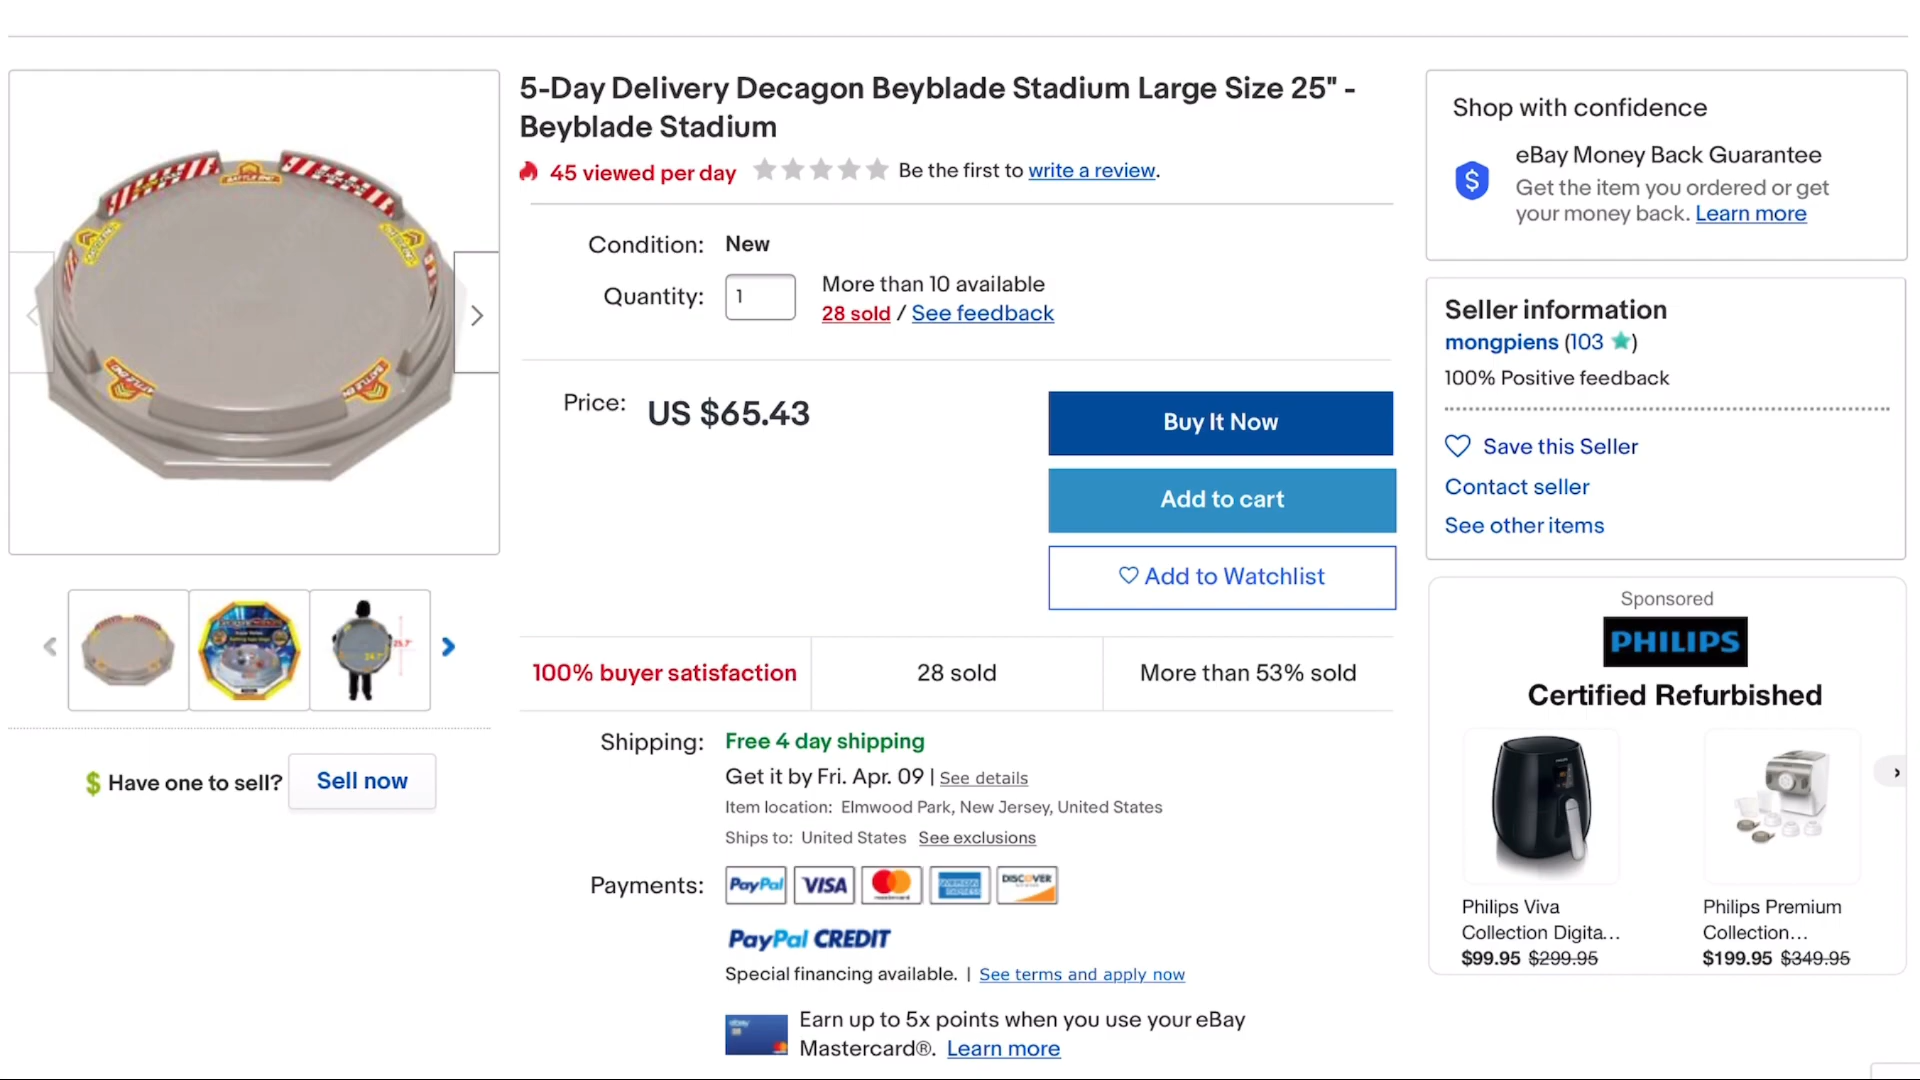 5-Day Delivery Decagon Beyblade Stadium Large Size 25" -
Beyblade Stadium
45 viewed per day
Be the first to write a review.
Condition: New
Quantity: 1
More than 10 available
28 sold / See feedback
Price: US $65.43
Buy It Now
Add to cart
Add to Watchlist
100% buyer satisfaction
28 sold
More than 53% sold
Shipping: Free 4 day shipping
Get it by Fri. Apr. 09 | See details
Item location: Elmwood Park, New Jersey, United States
Ships to: United States See exclusions
Payments: PayPal VISA mastercard AMERICAN EXPRESS DISCOVER
PayPal CREDIT
Special financing available. | See terms and apply now
ebay
Earn up to 5x points when you use your eBay
Mastercard®. Learn more
$ Have one to sell? Sell now
Shop with confidence
$
eBay Money Back Guarantee
Get the item you ordered or get
your money back. Learn more
Seller information
mongpiens (103 )
100% Positive feedback
Save this Seller
Contact seller
See other items
Sponsored
PHILIPS
Certified Refurbished
Philips Viva
Collection Digita...
$99.95 $299.95
Philips Premium
Collection...
$199.95 $349.95